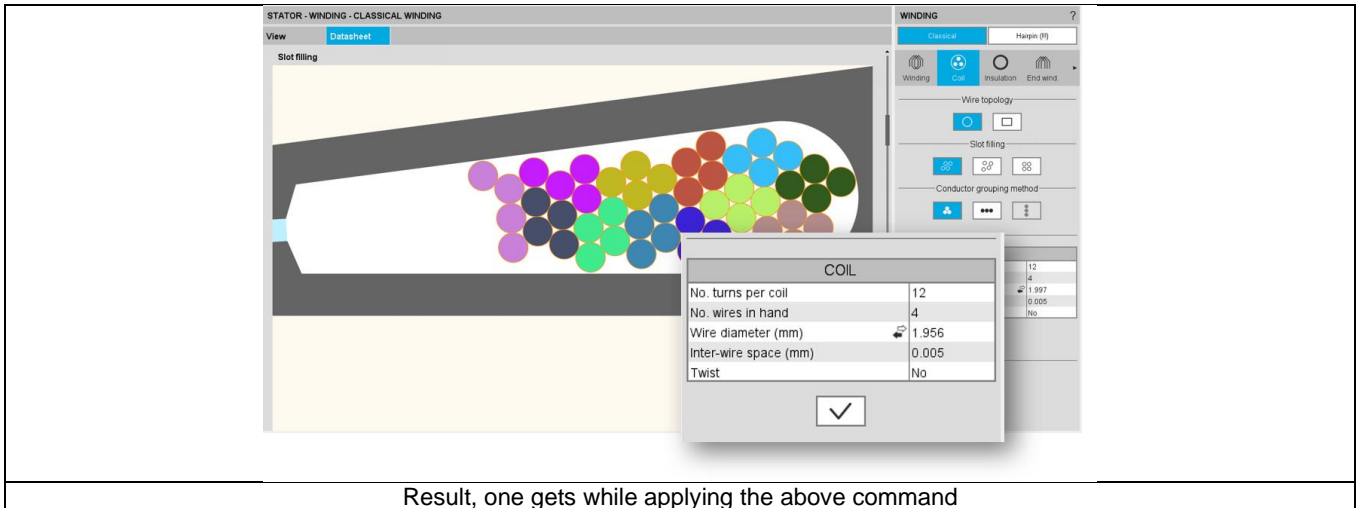 STATOR - WINDING - CLASSICAL WINDING
WINDING ?
View Datasheet
Classical Hairpin (!!!)
Slot filling
Winding Coil Insulation End wind.
Wire topology
Slot filling
Conductor grouping method
12
4
1.997
0.005
No
COIL
No. turns per coil 12
No. wires in hand 4
Wire diameter (mm) 1.956
Inter-wire space (mm) 0.005
Twist No
Result, one gets while applying the above command